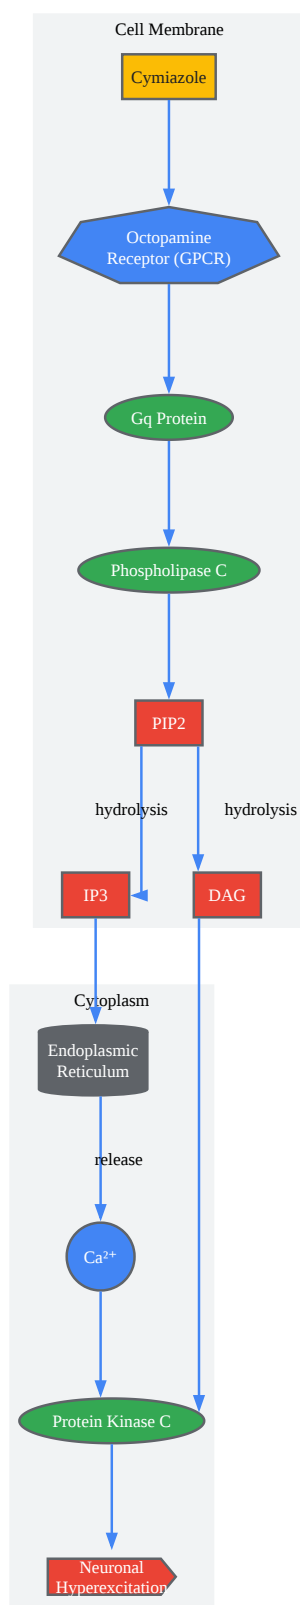 Cell Membrane
Cymiazole
Octopamine
Receptor (GPCR)
Gq Protein
Phospholipase C
PIP2
hydrolysis
hydrolysis
IP3
DAG
Cytoplasm
Endoplasmic
Reticulum
release
Ca²⁺
Protein Kinase C
Neuronal
Hyperexcitation